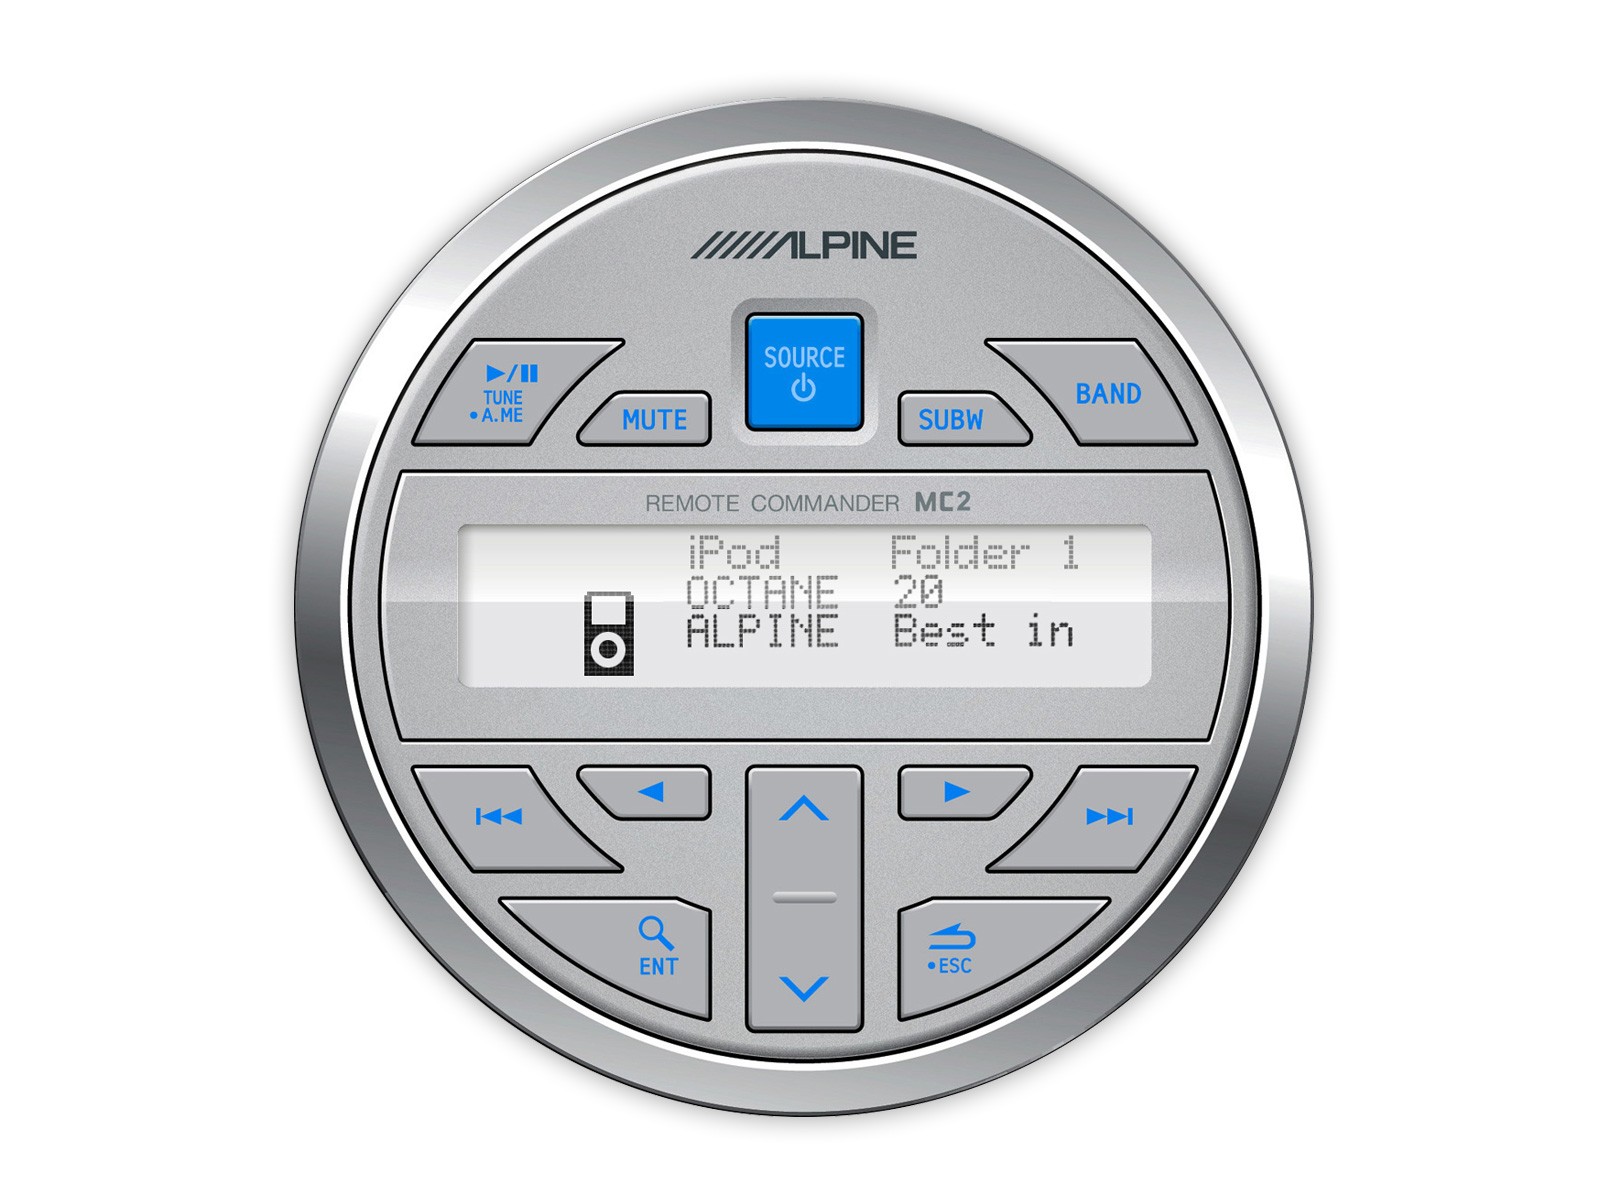 ALPINE
SOURCE
TUNE
•A.ME
MUTE
SUBW
BAND
REMOTE COMMANDER MC2
iPod Folder 1
OCTANE 20
ALPINE Best in
ENT
•ESC